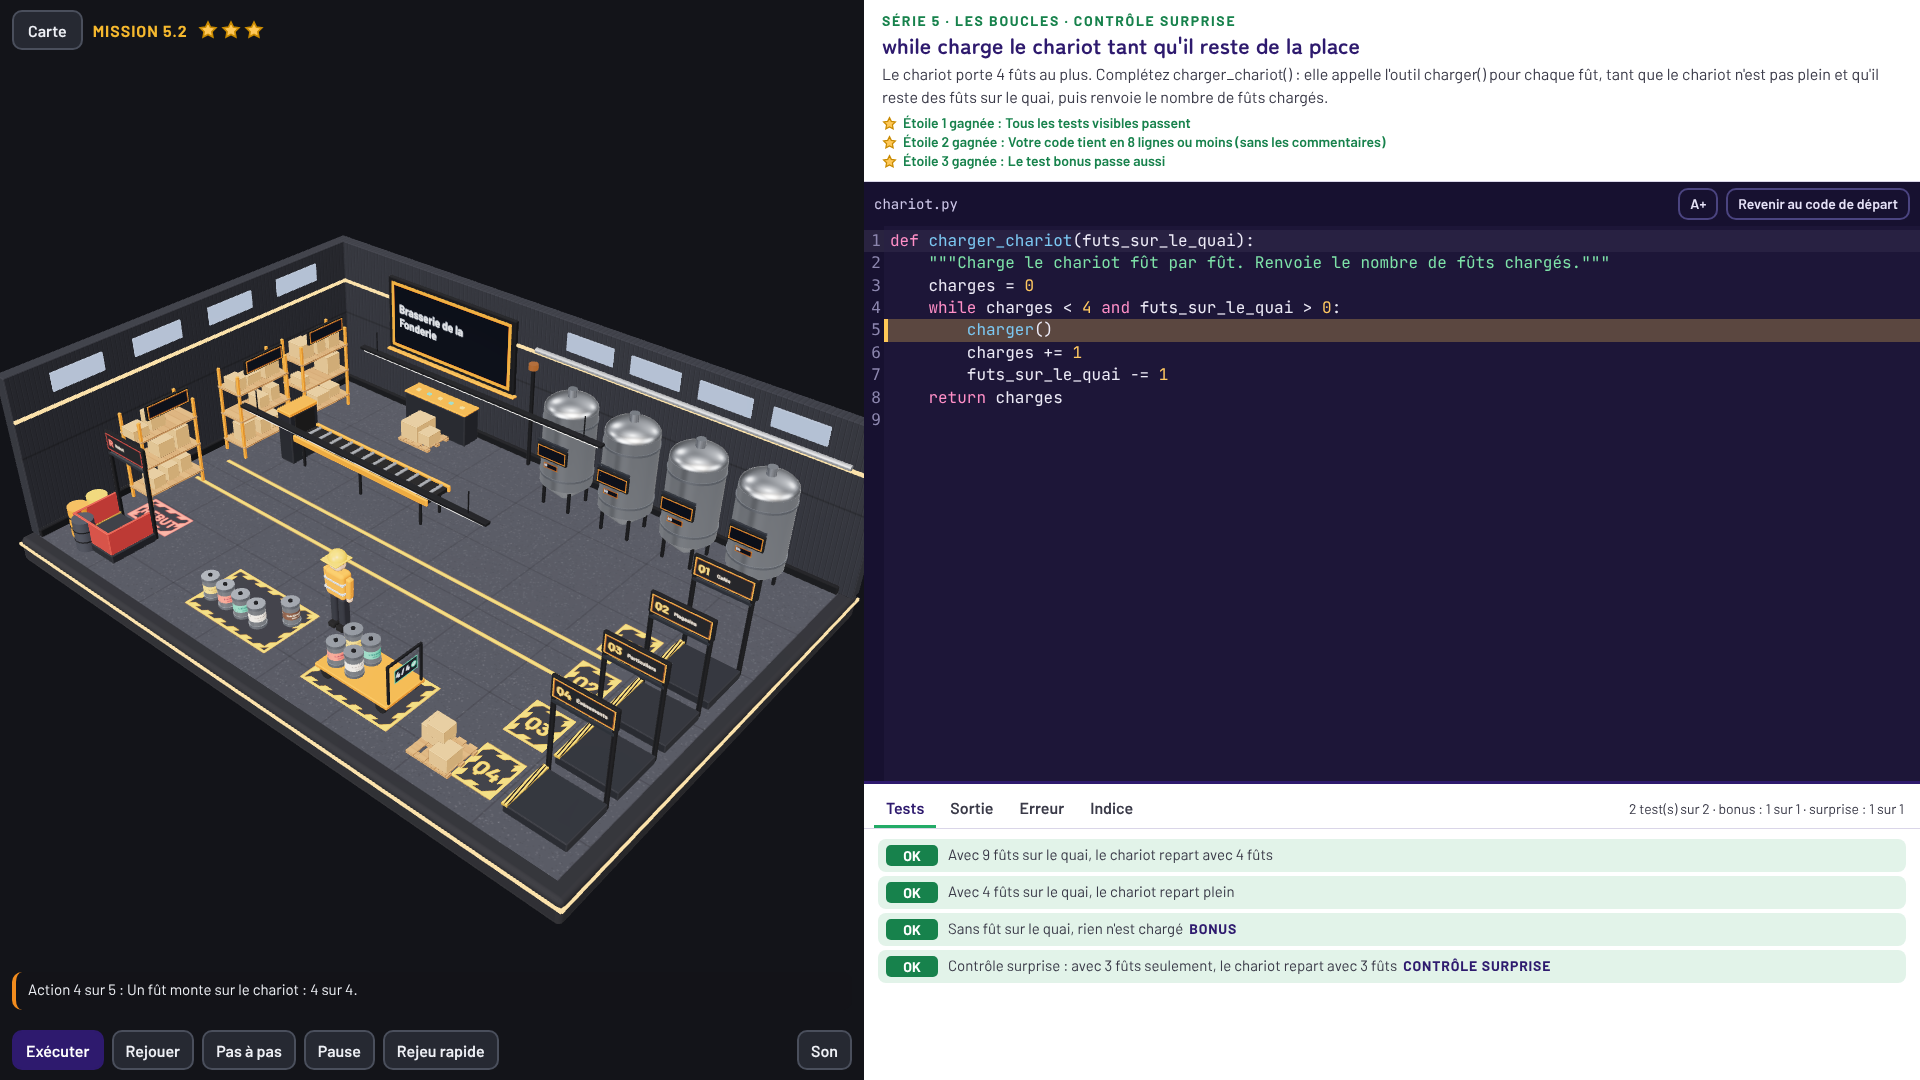 Carte
MISSION 5.2
Brasserie de la
Fonderie
01
02
03
04
02
03
04
Action 4 sur 5 : Un fût monte sur le chariot : 4 sur 4.
Exécuter
Rejouer
Pas à pas
Pause
Rejeu rapide
Son
SÉRIE 5 · LES BOUCLES · CONTRÔLE SURPRISE
while charge le chariot tant qu'il reste de la place
Le chariot porte 4 fûts au plus. Complétez charger_chariot() : elle appelle l'outil charger() pour chaque fût, tant que le chariot n'est pas plein et qu'il
reste des fûts sur le quai, puis renvoie le nombre de fûts chargés.
Étoile 1 gagnée : Tous les tests visibles passent
Étoile 2 gagnée : Votre code tient en 8 lignes ou moins (sans les commentaires)
Étoile 3 gagnée : Le test bonus passe aussi
chariot.py
A+
Revenir au code de départ
1 def charger_chariot(futs_sur_le_quai):
2     """Charge le chariot fût par fût. Renvoie le nombre de fûts chargés."""
3     charges = 0
4     while charges < 4 and futs_sur_le_quai > 0:
5         charger()
6         charges += 1
7         futs_sur_le_quai -= 1
8     return charges
9
Tests
Sortie
Erreur
Indice
2 test(s) sur 2 · bonus : 1 sur 1 · surprise : 1 sur 1
OK Avec 9 fûts sur le quai, le chariot repart avec 4 fûts
OK Avec 4 fûts sur le quai, le chariot repart plein
OK Sans fût sur le quai, rien n'est chargé BONUS
OK Contrôle surprise : avec 3 fûts seulement, le chariot repart avec 3 fûts CONTRÔLE SURPRISE